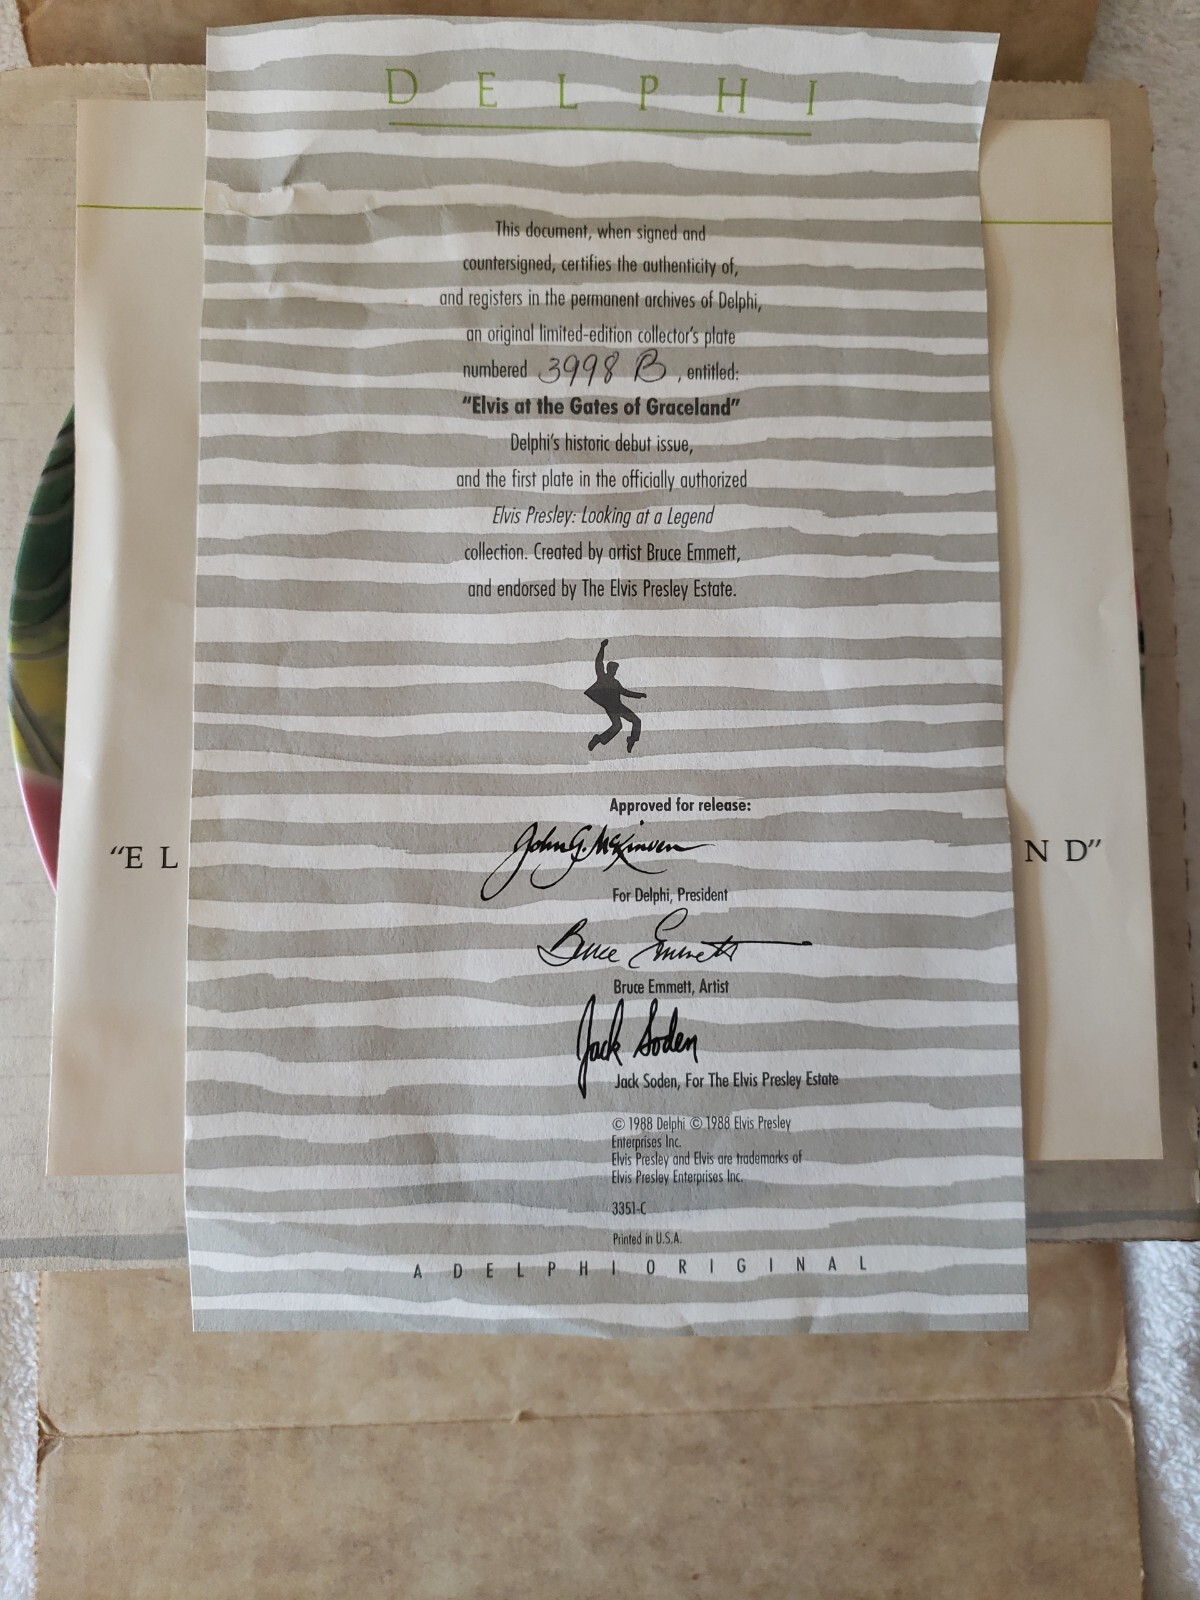 DELPHI
This document, when signed and
countersigned, certifies the authenticity of,
and registers in the permanent archives of Delphi,
an original limited-edition collector's plate
numbered 3998 B, entitled:
"Elvis at the Gates of Graceland"
Delphi's historic debut issue,
and the first plate in the officially authorized
Elvis Presley: Looking at a Legend
collection. Created by artist Bruce Emmett,
and endorsed by The Elvis Presley Estate.
Approved for release:
John G. McKinven
For Delphi, President
"EL
ND"
Bruce Emmett
Bruce Emmett, Artist
Jack Soden
Jack Soden, For The Elvis Presley Estate
© 1988 Delphi © 1988 Elvis Presley
Enterprises Inc.
Elvis Presley and Elvis are trademarks of
Elvis Presley Enterprises Inc.
3351-C
Printed in U.S.A.
A DELPHI ORIGINAL